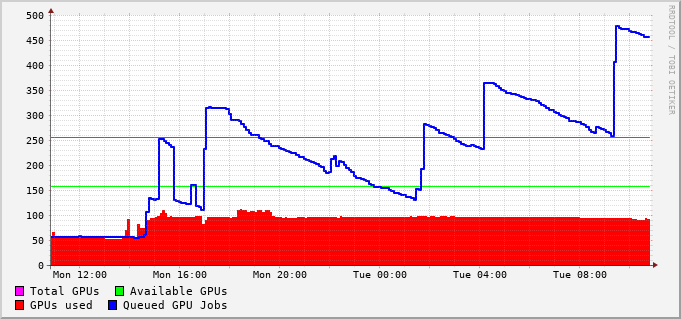 500
450
400
350
300
250
200
150
100
50
0
Mon 12:00 Mon 16:00 Mon 20:00 Tue 00:00 Tue 04:00 Tue 08:00
Total GPUs Available GPUs
GPUs used Queued GPU Jobs
RRDTOOL / TOBI OETIKER